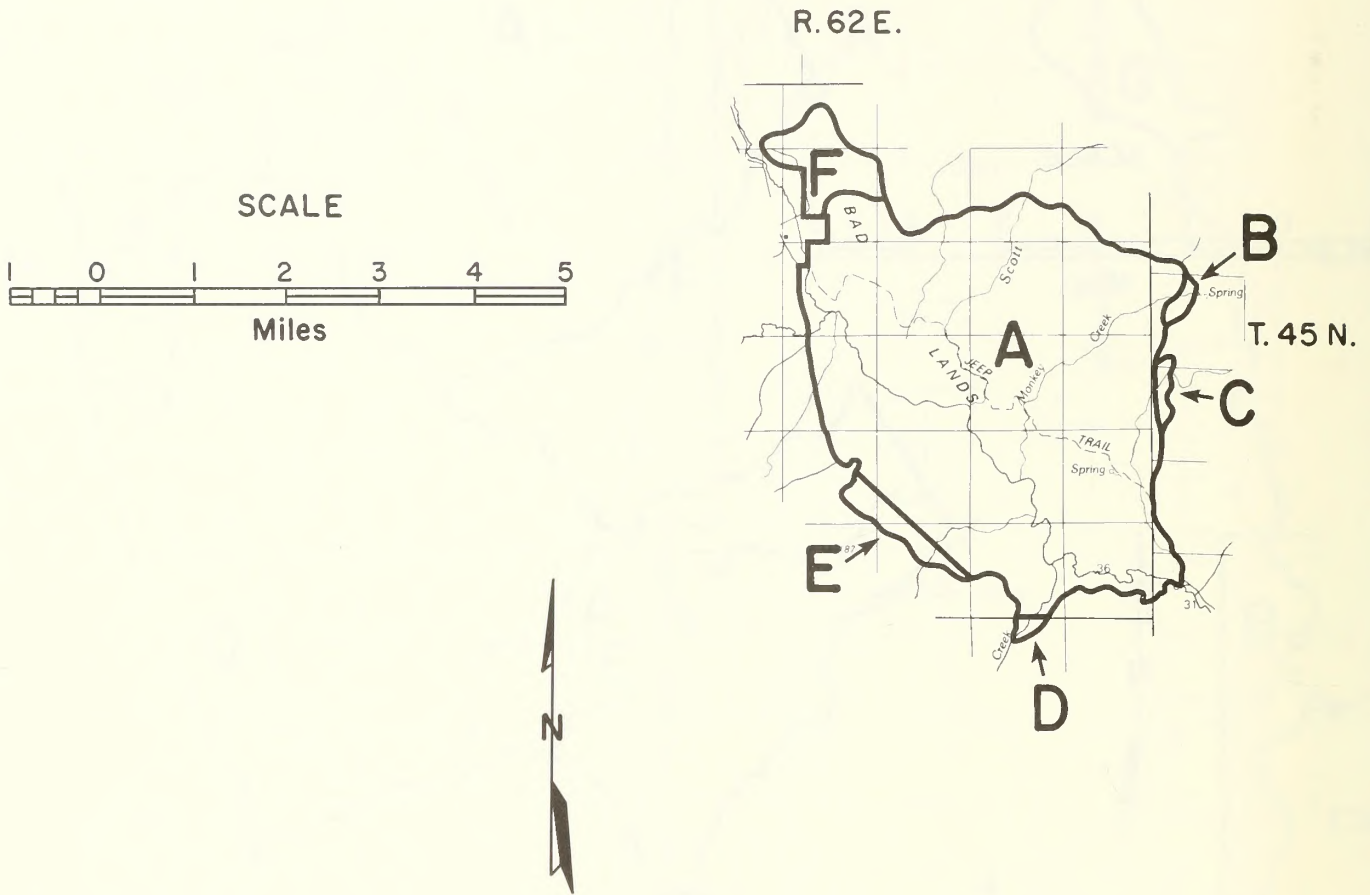 R. 62 E.
SCALE
1 0 1 2 3 4 5
Miles
F
BAD
B
Scott
Spring
Creek
T. 45 N.
A
LANDS
JEEP
Monkey
C
TRAIL
Spring
E
87
36
31
Creek
D
N